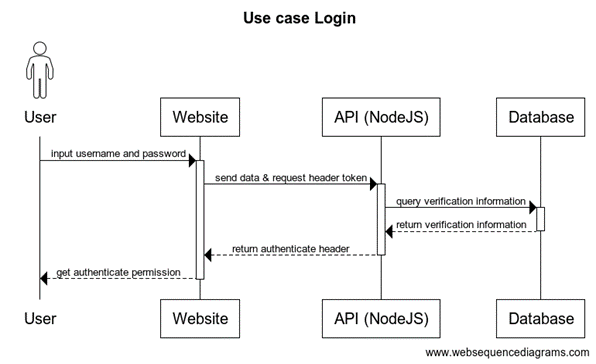 Use case Login
User
Website
API (NodeJS)
Database
input username and password
send data & request header token
query verification information
return verification information
return authenticate header
get authenticate permission
User
Website
API (NodeJS)
Database
www.websequencediagrams.com